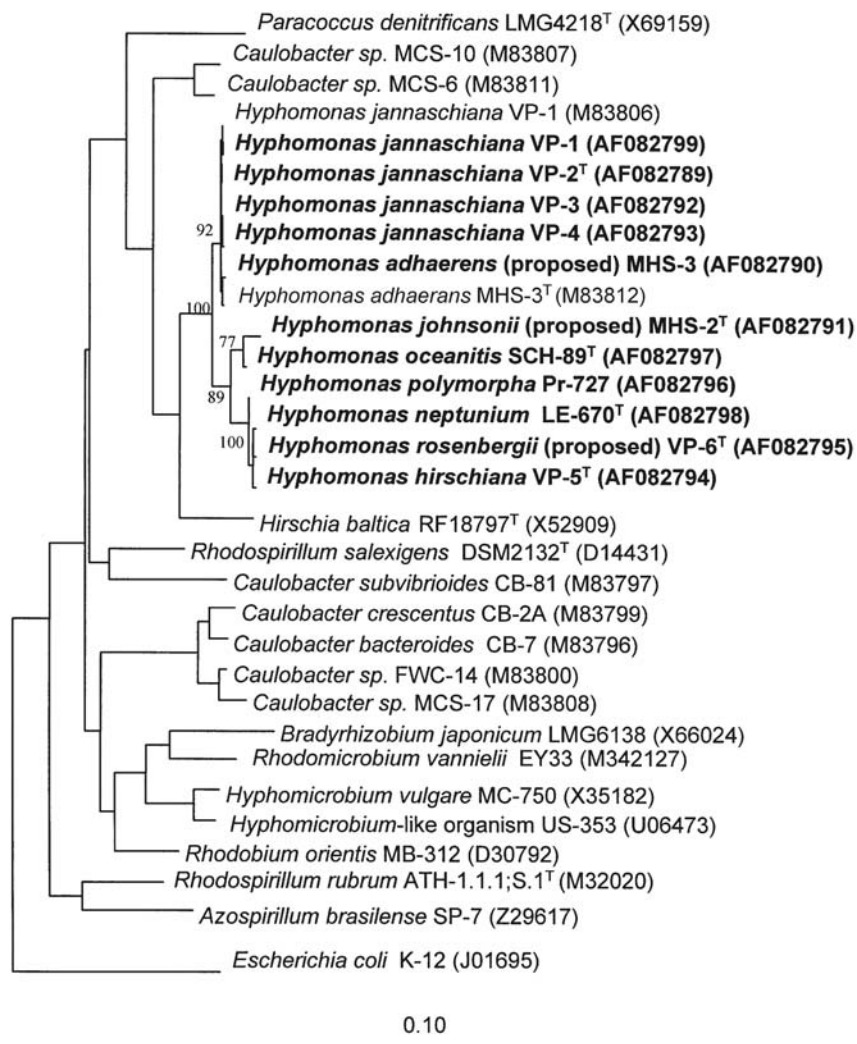 Paracoccus denitrificans LMG4218ᵀ (X69159)
Caulobacter sp. MCS-10 (M83807)
Caulobacter sp. MCS-6 (M83811)
Hyphomonas jannaschiana VP-1 (M83806)
Hyphomonas jannaschiana VP-1 (AF082799)
Hyphomonas jannaschiana VP-2ᵀ (AF082789)
Hyphomonas jannaschiana VP-3 (AF082792)
92
Hyphomonas jannaschiana VP-4 (AF082793)
Hyphomonas adhaerens (proposed) MHS-3 (AF082790)
Hyphomonas adhaerans MHS-3ᵀ (M83812)
100
Hyphomonas johnsonii (proposed) MHS-2ᵀ (AF082791)
77
Hyphomonas oceanitis SCH-89ᵀ (AF082797)
Hyphomonas polymorpha Pr-727 (AF082796)
89
Hyphomonas neptunium LE-670ᵀ (AF082798)
100
Hyphomonas rosenbergii (proposed) VP-6ᵀ (AF082795)
Hyphomonas hirschiana VP-5ᵀ (AF082794)
Hirschia baltica RF18797ᵀ (X52909)
Rhodospirillum salexigens DSM2132ᵀ (D14431)
Caulobacter subvibrioides CB-81 (M83797)
Caulobacter crescentus CB-2A (M83799)
Caulobacter bacteroides CB-7 (M83796)
Caulobacter sp. FWC-14 (M83800)
Caulobacter sp. MCS-17 (M83808)
Bradyrhizobium japonicum LMG6138 (X66024)
Rhodomicrobium vannielii EY33 (M342127)
Hyphomicrobium vulgare MC-750 (X35182)
Hyphomicrobium-like organism US-353 (U06473)
Rhodobium orientis MB-312 (D30792)
Rhodospirillum rubrum ATH-1.1.1;S.1ᵀ (M32020)
Azospirillum brasilense SP-7 (Z29617)
Escherichia coli K-12 (J01695)
0.10